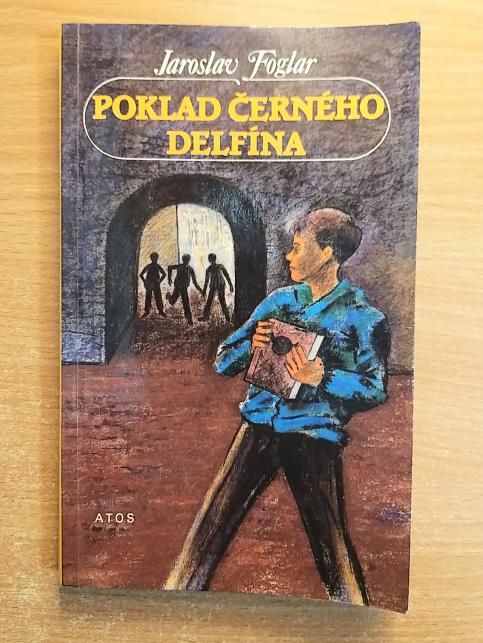 Jaroslav Foglar
POKLAD ČERNÉHO
DELFÍNA
ATOS